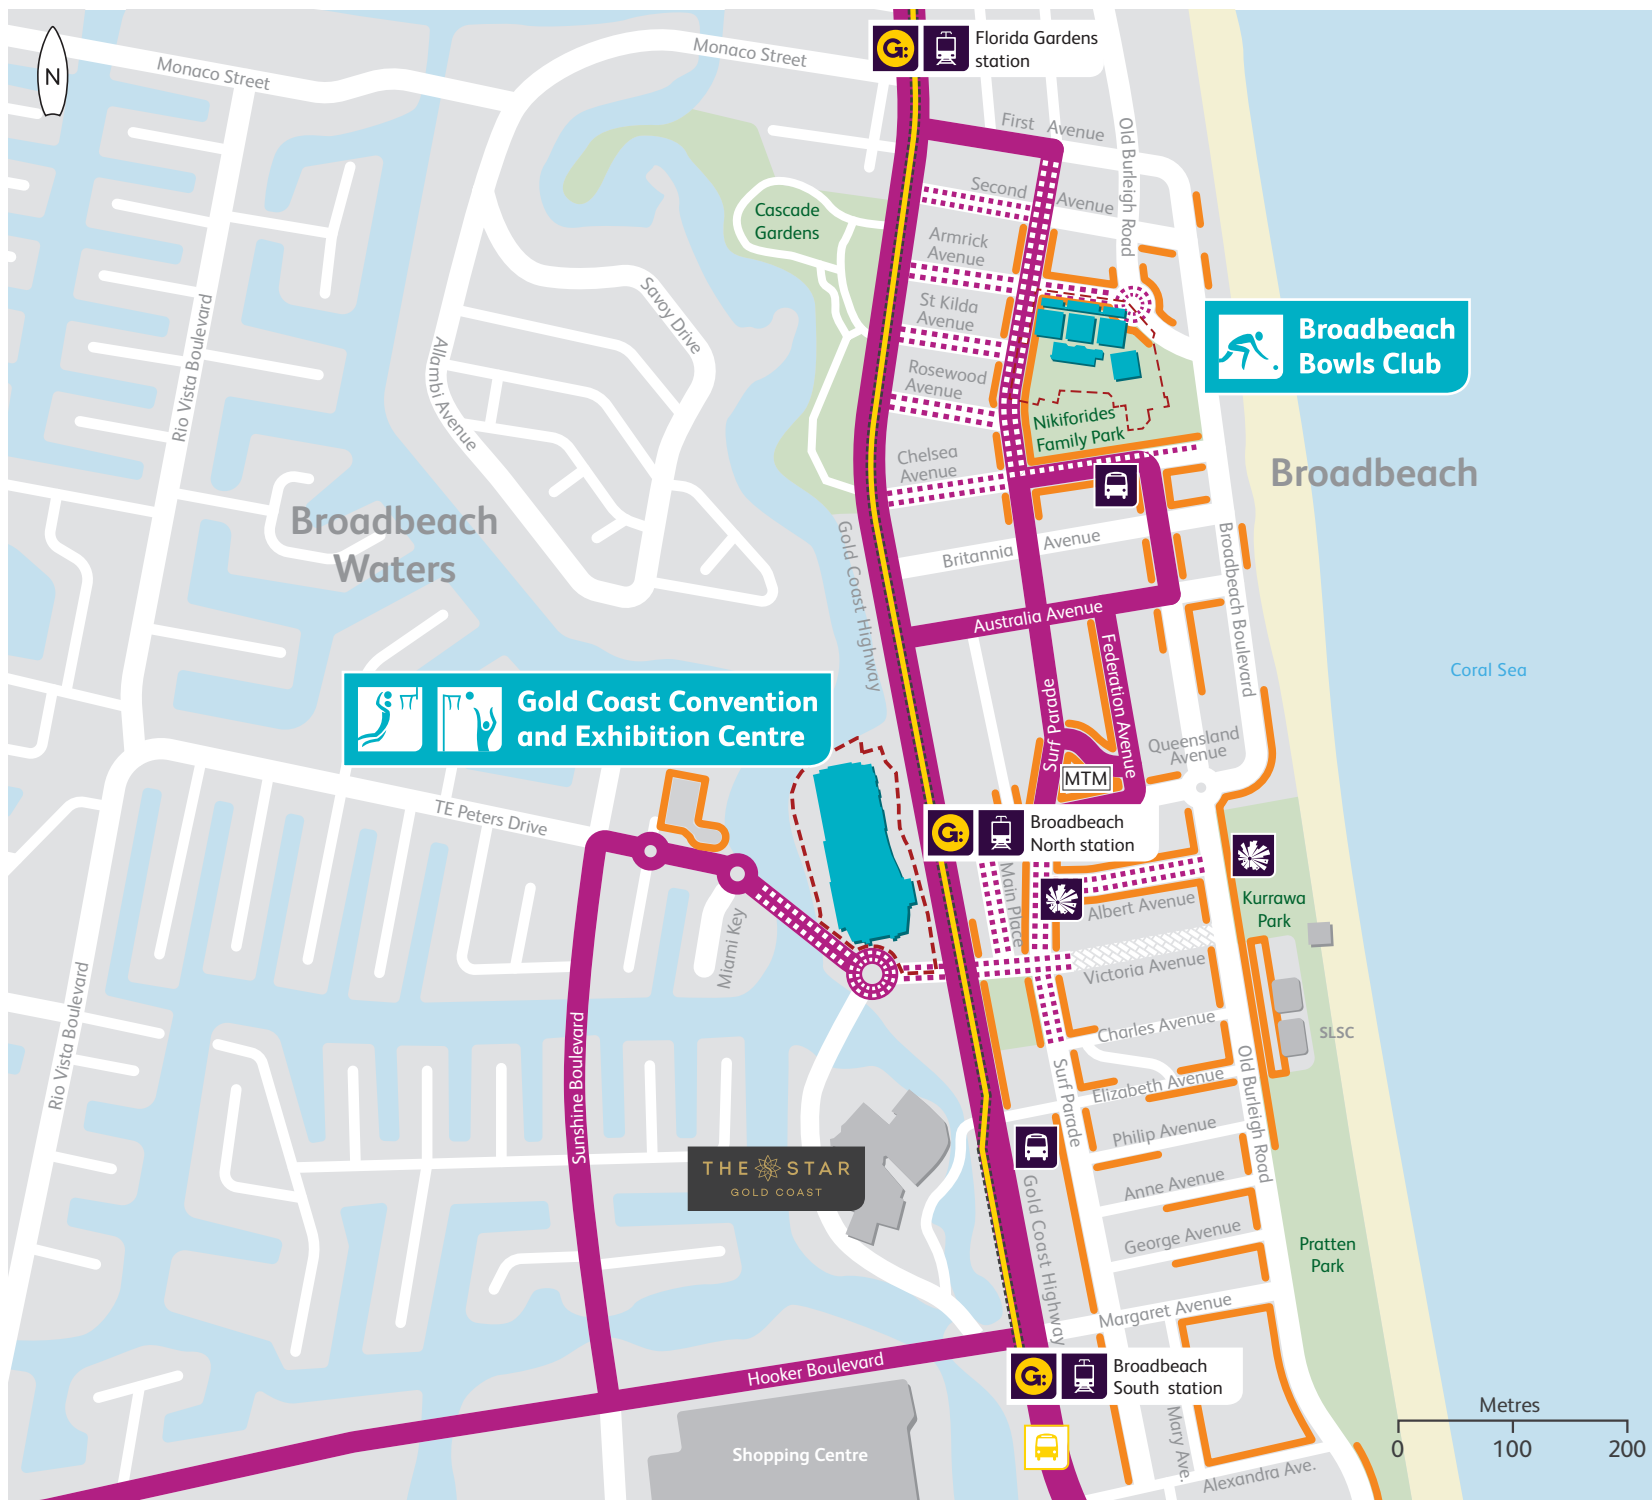 N
Monaco Street
Monaco Street
G:
Florida Gardens
station
First Avenue
Old Burleigh Road
Second Avenue
Cascade
Gardens
Armrick
Avenue
St Kilda
Avenue
Rosewood
Avenue
Savoy Drive
Allambi Avenue
Rio Vista Boulevard
Broadbeach
Bowls Club
Nikiforides
Family Park
Chelsea
Avenue
Broadbeach
Broadbeach
Waters
Gold Coast Highway
Britannia Avenue
Broadbeach Boulevard
Australia Avenue
Federation Avenue
Surf Parade
Coral Sea
Gold Coast Convention
and Exhibition Centre
Queensland
Avenue
MTM
TE Peters Drive
G:
Broadbeach
North station
Main Place
Albert Avenue
Kurrawa
Park
Miami Key
Victoria Avenue
Rio Vista Boulevard
Sunshine Boulevard
Charles Avenue
SLSC
Surf Parade
Elizabeth Avenue
Old Burleigh Road
Philip Avenue
THE STAR
GOLD COAST
Anne Avenue
Gold Coast Highway
George Avenue
Pratten
Park
Margaret Avenue
Hooker Boulevard
G:
Broadbeach
South station
Mary Ave.
Shopping Centre
Alexandra Ave.
Metres
0 100 200